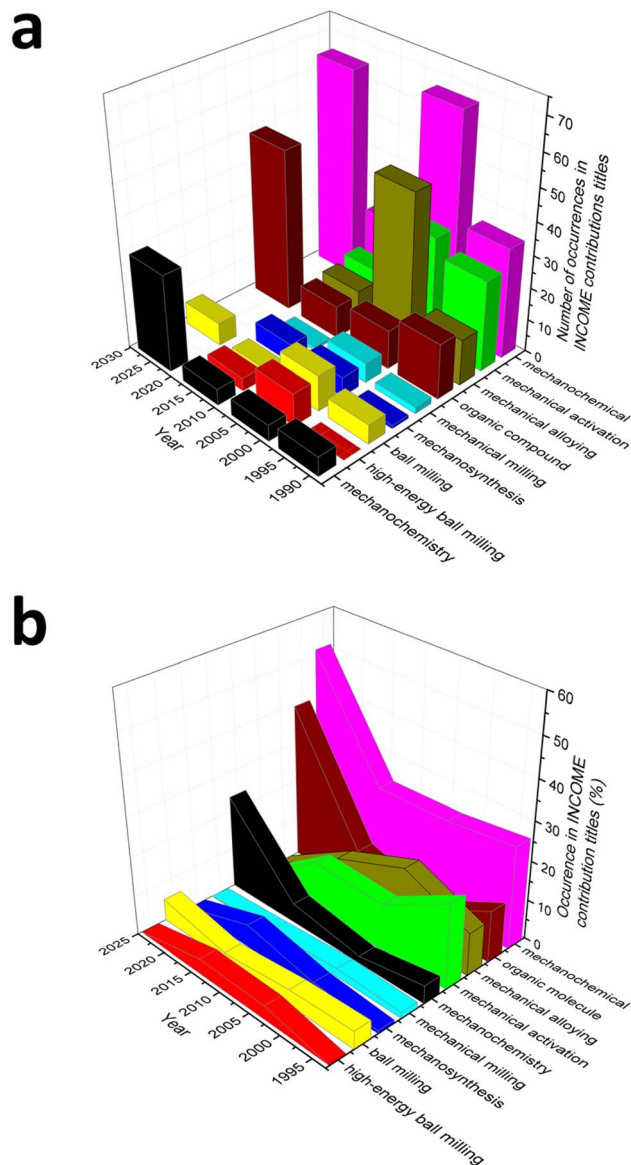 a
70
60
50
40
30
20
10
0
Number of occurrences in
INCOME contributions titles
2030
2025
2020
2015
2010
2005
2000
1995
1990
Year
mechanochemical
mechanical activation
mechanical alloying
organic compound
mechanical milling
mechanosynthesis
ball milling
high-energy ball milling
mechanochemistry
b
60
50
40
30
20
10
0
Occurence in INCOME
contribution titles (%)
2025
2020
2015
2010
2005
2000
1995
Year
mechanochemical
organic molecule
mechanical alloying
mechanical activation
mechanochemistry
mechanical milling
mechanosynthesis
ball milling
high-energy ball milling